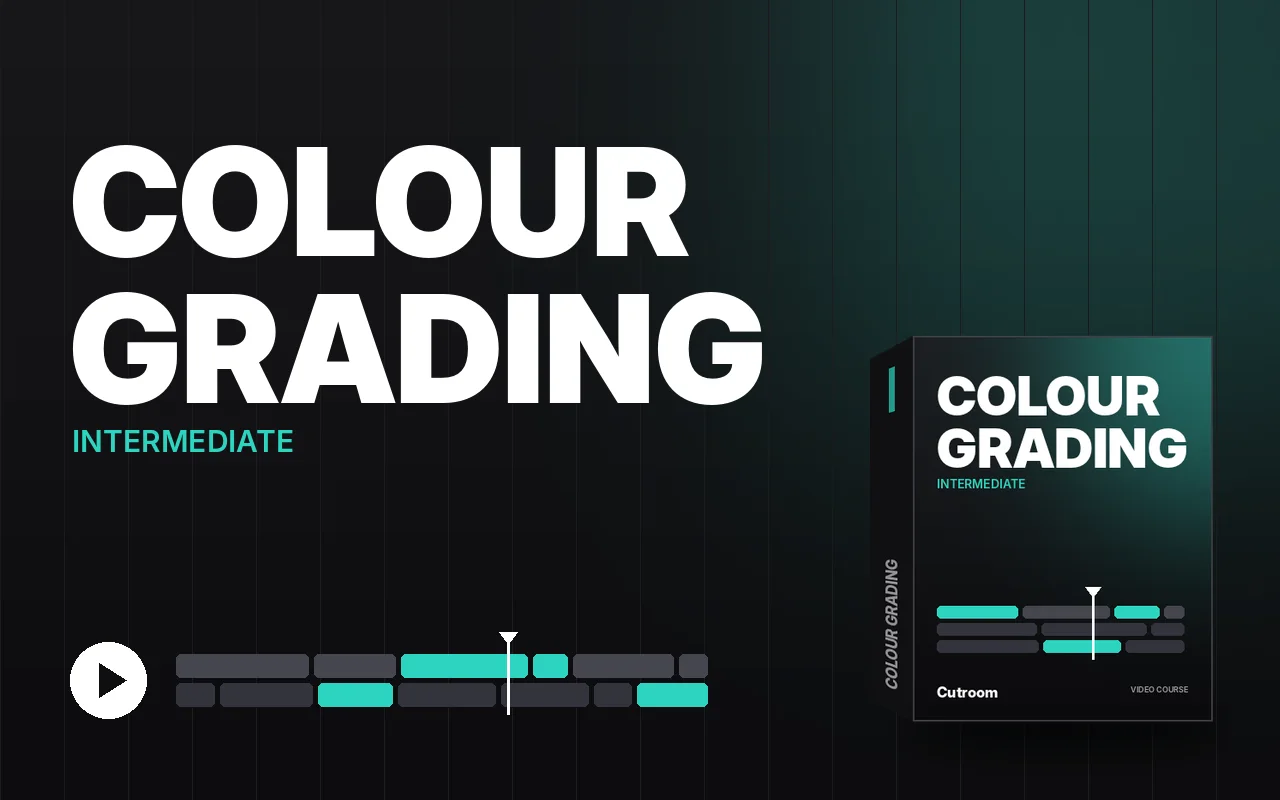 COLOUR
GRADING
INTERMEDIATE
COLOUR GRADING
COLOUR
GRADING
INTERMEDIATE
Cutroom
VIDEO COURSE